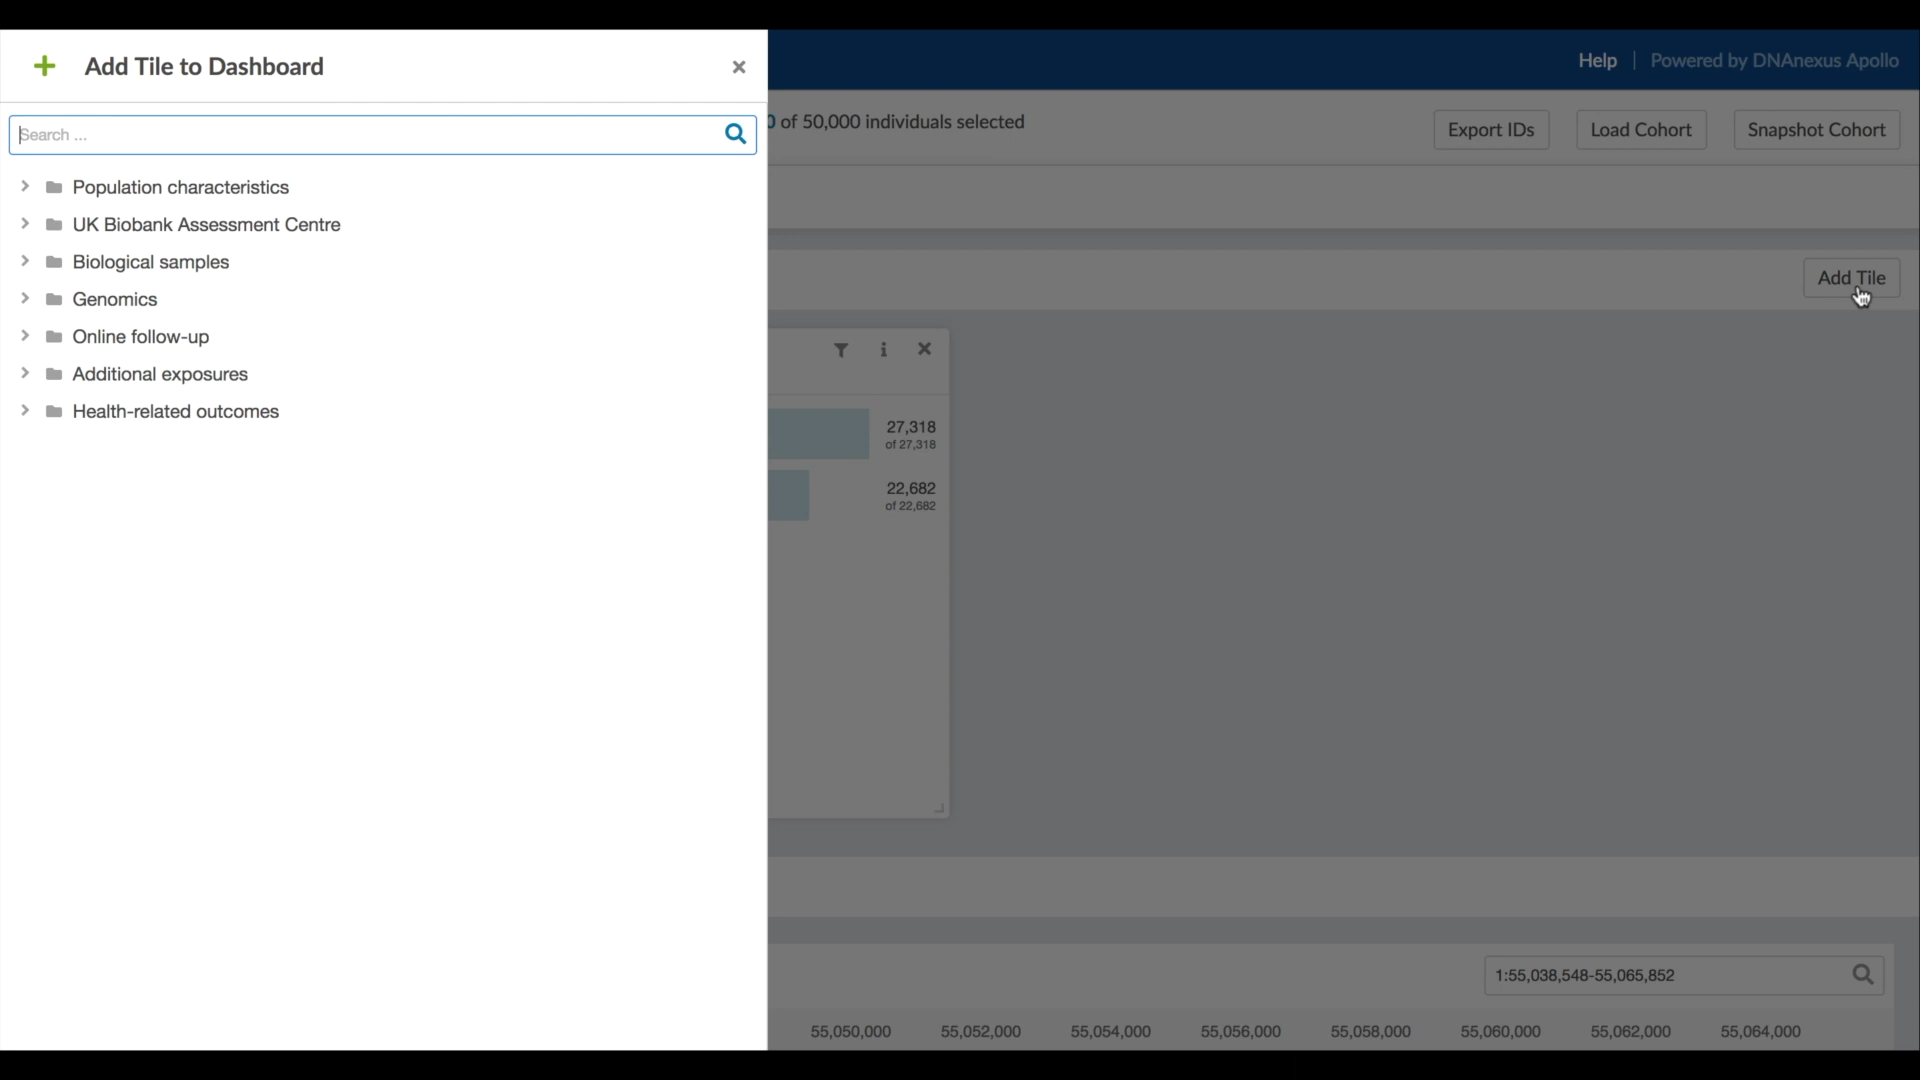 Add Tile to Dashboard
Help | Powered by DNAnexus Apollo
Search ...
0 of 50,000 individuals selected
Export IDs
Load Cohort
Snapshot Cohort
Population characteristics
UK Biobank Assessment Centre
Biological samples
Genomics
Online follow-up
Additional exposures
Health-related outcomes
Add Tile
27,318
of 27,318
22,682
of 22,682
1:55,038,548-55,065,852
55,050,000 55,052,000 55,054,000 55,056,000 55,058,000 55,060,000 55,062,000 55,064,000